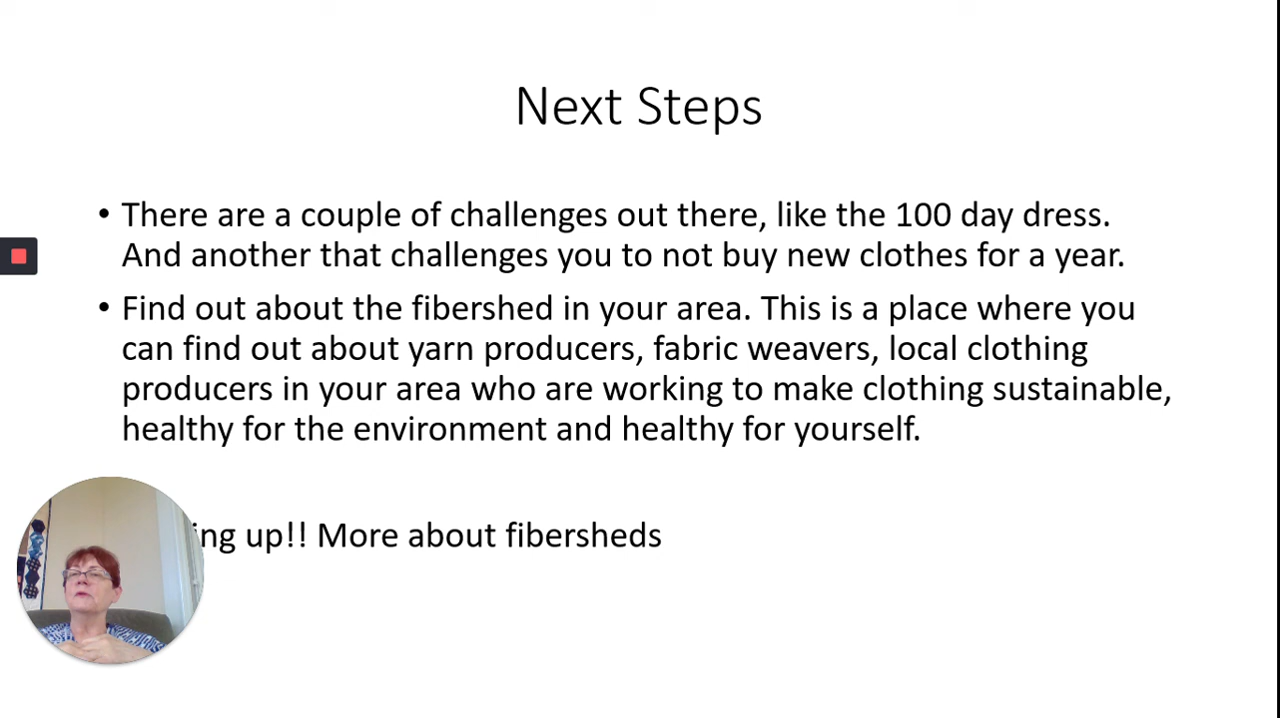 Next Steps
• There are a couple of challenges out there, like the 100 day dress.
And another that challenges you to not buy new clothes for a year.
• Find out about the fibershed in your area. This is a place where you
can find out about yarn producers, fabric weavers, local clothing
producers in your area who are working to make clothing sustainable,
healthy for the environment and healthy for yourself.
ing up!! More about fibersheds